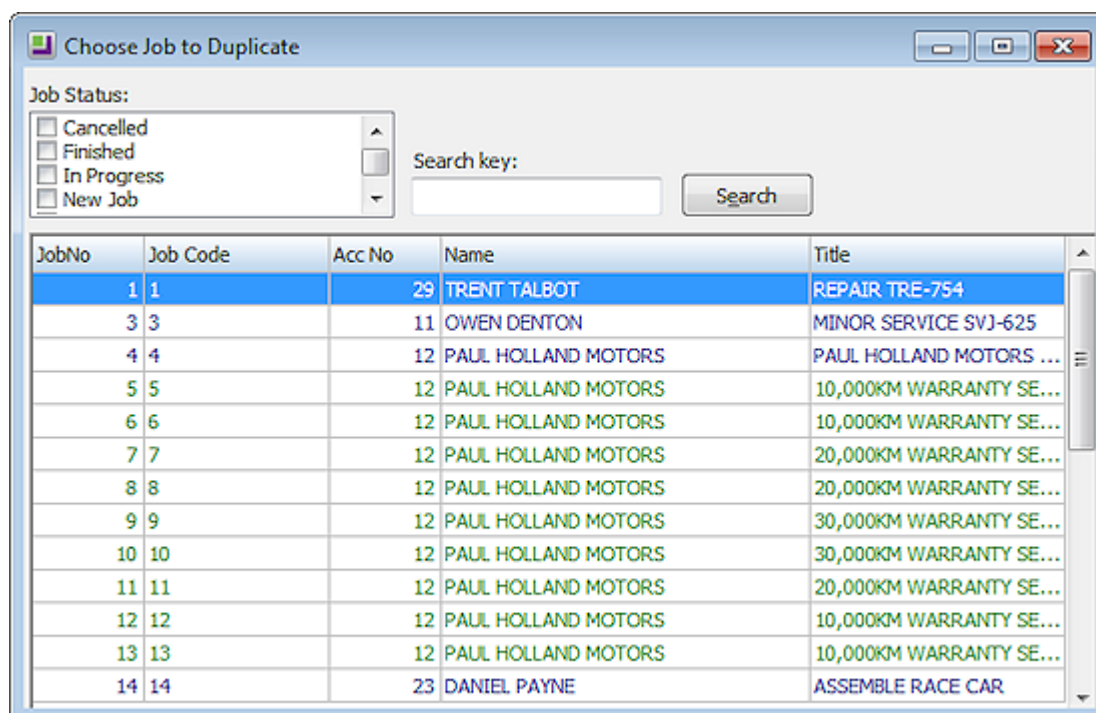 Choose Job to Duplicate
Job Status:
Cancelled
Finished
In Progress
New Job
Search key:
Search
JobNo Job Code Acc No Name Title
1 1 29 TRENT TALBOT REPAIR TRE-754
3 3 11 OWEN DENTON MINOR SERVICE SVJ-625
4 4 12 PAUL HOLLAND MOTORS PAUL HOLLAND MOTORS ...
5 5 12 PAUL HOLLAND MOTORS 10,000KM WARRANTY SE...
6 6 12 PAUL HOLLAND MOTORS 10,000KM WARRANTY SE...
7 7 12 PAUL HOLLAND MOTORS 20,000KM WARRANTY SE...
8 8 12 PAUL HOLLAND MOTORS 20,000KM WARRANTY SE...
9 9 12 PAUL HOLLAND MOTORS 30,000KM WARRANTY SE...
10 10 12 PAUL HOLLAND MOTORS 30,000KM WARRANTY SE...
11 11 12 PAUL HOLLAND MOTORS 20,000KM WARRANTY SE...
12 12 12 PAUL HOLLAND MOTORS 10,000KM WARRANTY SE...
13 13 12 PAUL HOLLAND MOTORS 10,000KM WARRANTY SE...
14 14 23 DANIEL PAYNE ASSEMBLE RACE CAR